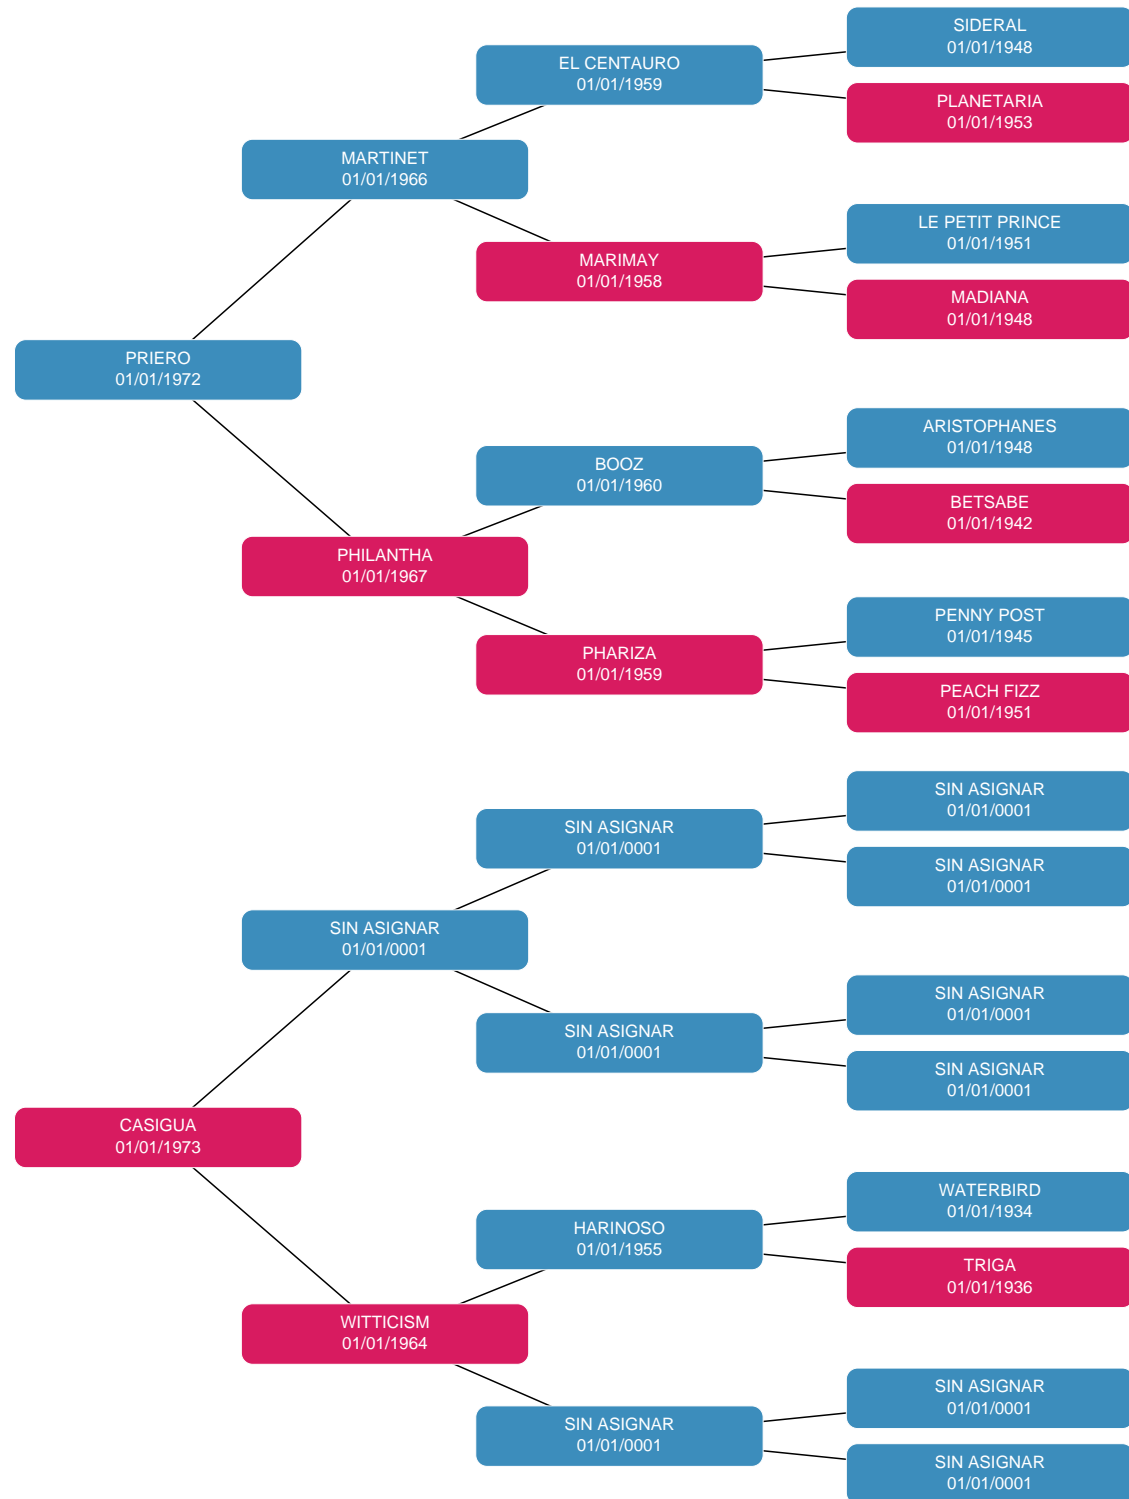 SIDERAL
01/01/1948
EL CENTAURO
01/01/1959
PLANETARIA
01/01/1953
MARTINET
01/01/1966
LE PETIT PRINCE
01/01/1951
MARIMAY
01/01/1958
MADIANA
01/01/1948
PRIERO
01/01/1972
ARISTOPHANES
01/01/1948
BOOZ
01/01/1960
BETSABE
01/01/1942
PHILANTHA
01/01/1967
PENNY POST
01/01/1945
PHARIZA
01/01/1959
PEACH FIZZ
01/01/1951
SIN ASIGNAR
01/01/0001
SIN ASIGNAR
01/01/0001
SIN ASIGNAR
01/01/0001
SIN ASIGNAR
01/01/0001
SIN ASIGNAR
01/01/0001
SIN ASIGNAR
01/01/0001
SIN ASIGNAR
01/01/0001
CASIGUA
01/01/1973
WATERBIRD
01/01/1934
HARINOSO
01/01/1955
TRIGA
01/01/1936
WITTICISM
01/01/1964
SIN ASIGNAR
01/01/0001
SIN ASIGNAR
01/01/0001
SIN ASIGNAR
01/01/0001